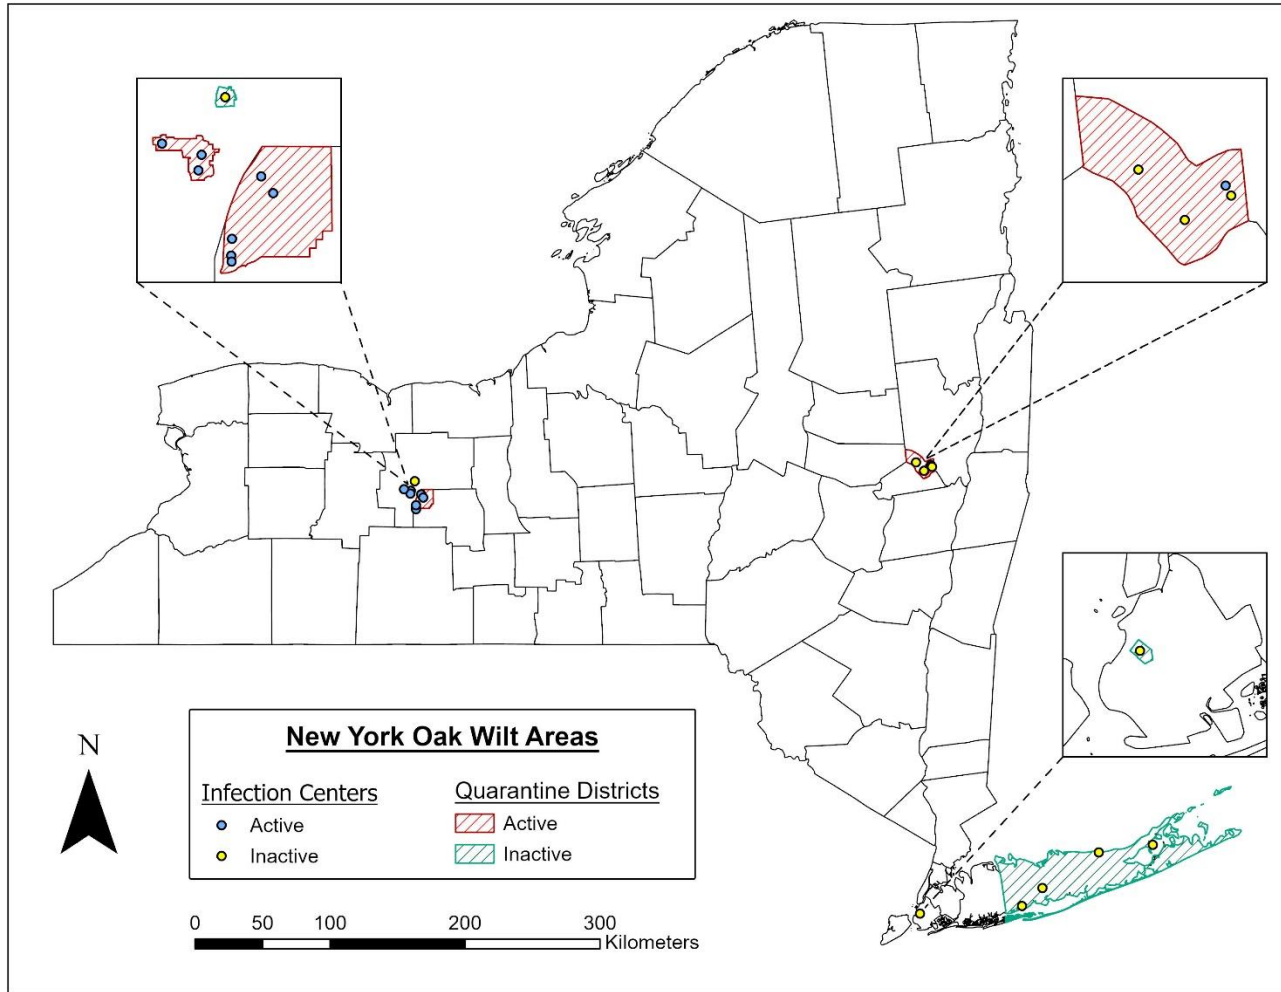 New York Oak Wilt Areas
Infection Centers
Active
Inactive
Quarantine Districts
Active
Inactive
N
0 50 100 200 300
Kilometers